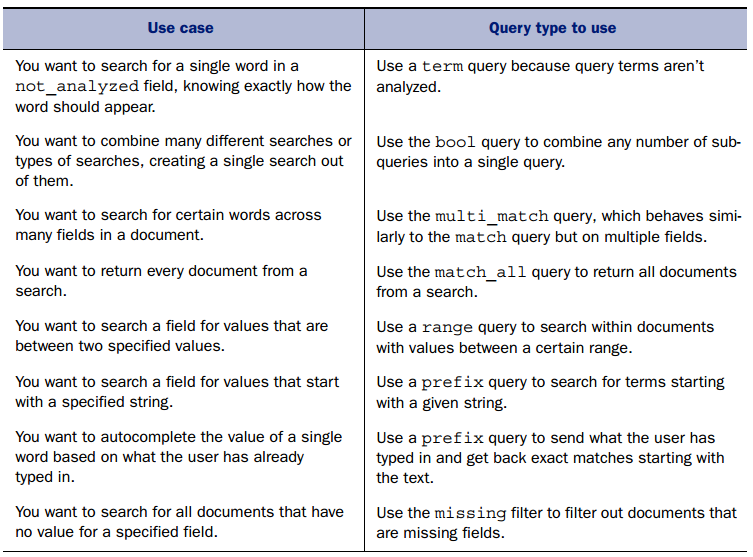 Use case
Query type to use
You want to search for a single word in a
not_analyzed field, knowing exactly how the
word should appear.
Use a term query because query terms aren't
analyzed.
You want to combine many different searches or
types of searches, creating a single search out
of them.
Use the bool query to combine any number of sub-
queries into a single query.
You want to search for certain words across
many fields in a document.
Use the multi_match query, which behaves simi-
larly to the match query but on multiple fields.
You want to return every document from a
search.
Use the match_all query to return all documents
from a search.
You want to search a field for values that are
between two specified values.
Use a range query to search within documents
with values between a certain range.
You want to search a field for values that start
with a specified string.
Use a prefix query to search for terms starting
with a given string.
You want to autocomplete the value of a single
word based on what the user has already
typed in.
Use a prefix query to send what the user has
typed in and get back exact matches starting with
the text.
You want to search for all documents that have
no value for a specified field.
Use the missing filter to filter out documents that
are missing fields.